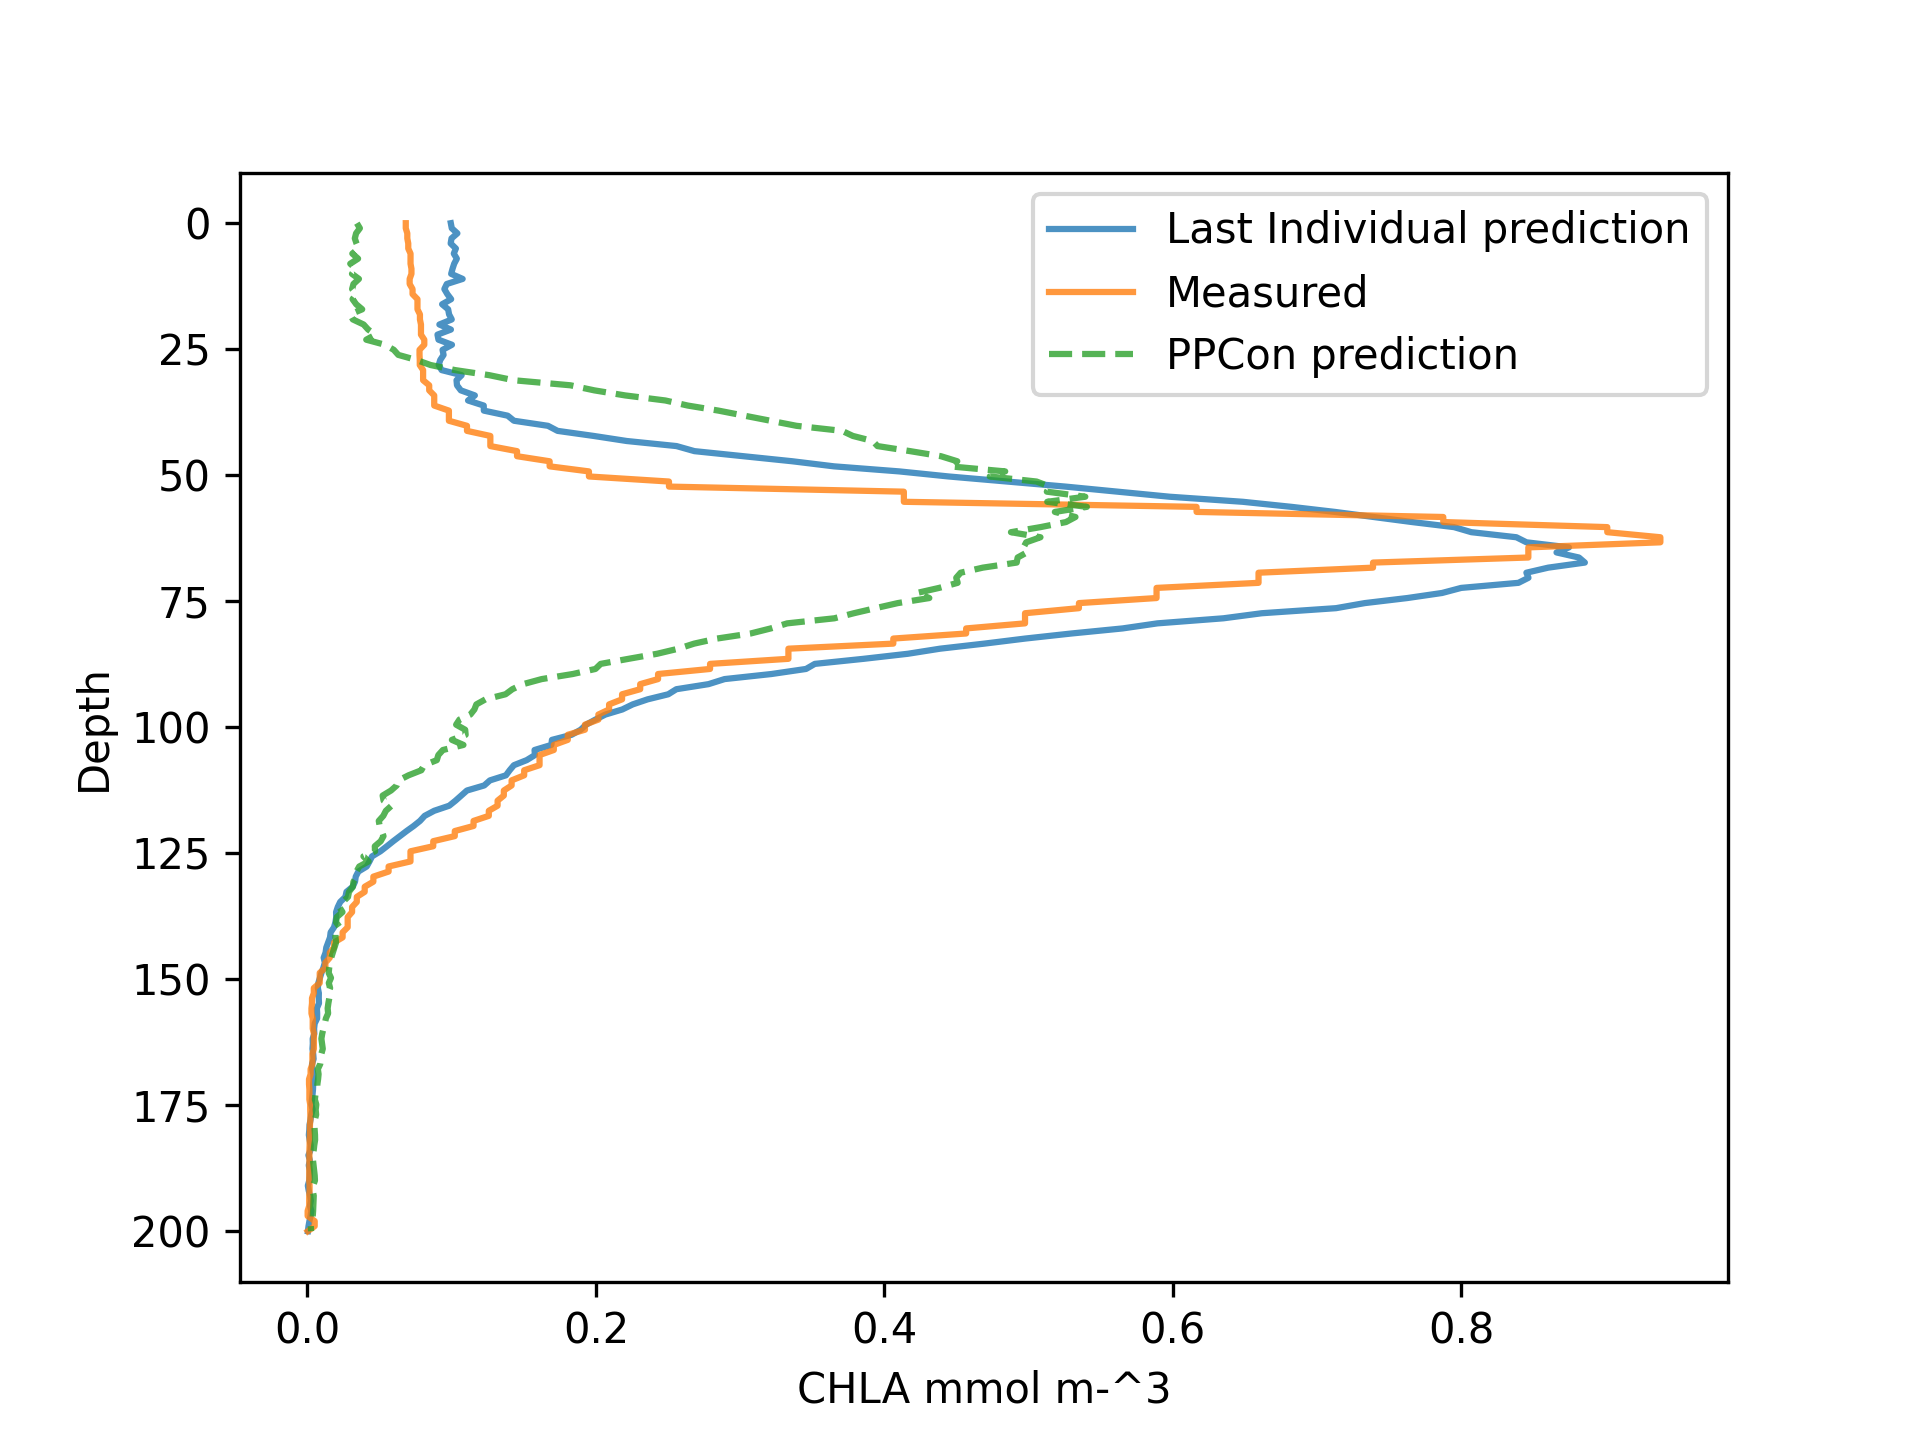 Last Individual prediction
Measured
PPCon prediction
0
25
50
75
100
125
150
175
200
Depth
0.0 0.2 0.4 0.6 0.8
CHLA mmol m-^3